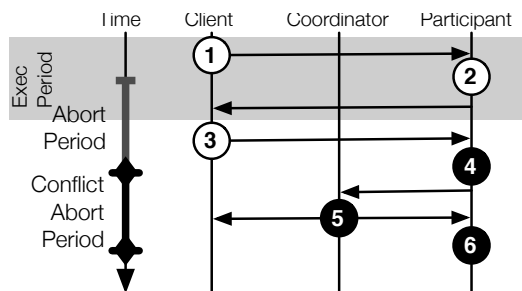 Time Client Coordinator Participant
Exec
Period
1
2
Abort
Period
3
4
Conflict
Abort
Period
5
6